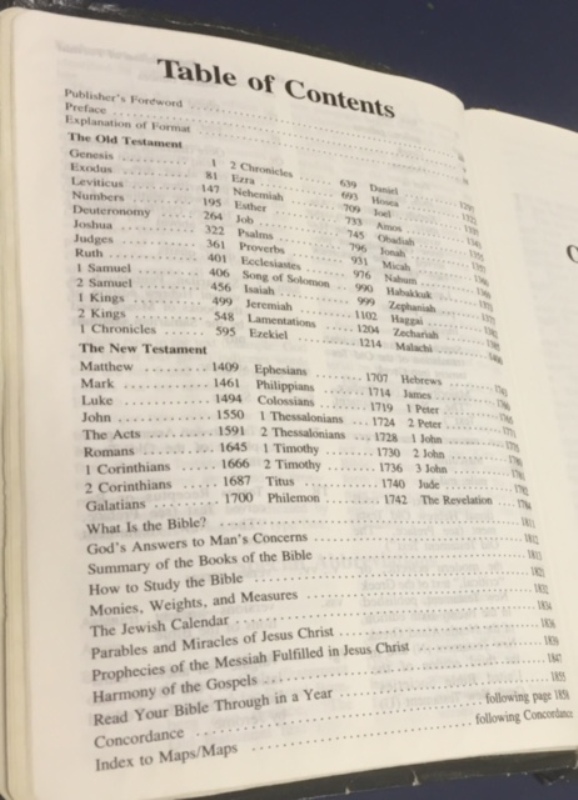 Table of Contents
Publisher's Foreword
Preface
Explanation of Format
The Old Testament
Genesis 1
Exodus 81
Leviticus 147
Numbers 195
Deuteronomy 264
Joshua 322
Judges 361
Ruth 401
1 Samuel 406
2 Samuel 456
1 Kings 499
2 Kings 548
1 Chronicles 595
2 Chronicles 639
Ezra 693
Nehemiah 709
Esther 733
Job 745
Psalms 796
Proverbs 931
Ecclesiastes 976
Song of Solomon 990
Isaiah 999
Jeremiah 1102
Lamentations 1204
Ezekiel 1214
Daniel
Hosea
Joel
Amos
Obadiah
Jonah
Micah
Nahum
Habakkuk
Zephaniah
Haggai
Zechariah
Malachi
The New Testament
Matthew 1409
Mark 1461
Luke 1494
John 1550
The Acts 1591
Romans 1645
1 Corinthians 1666
2 Corinthians 1687
Galatians 1700
Ephesians 1707
Philippians 1714
Colossians 1719
1 Thessalonians 1724
2 Thessalonians 1728
1 Timothy 1730
2 Timothy 1736
Titus 1740
Philemon 1742
Hebrews
James
1 Peter
2 Peter
1 John
2 John
3 John
Jude
The Revelation
What Is the Bible? 1811
God's Answers to Man's Concerns 1812
Summary of the Books of the Bible 1813
How to Study the Bible
Monies, Weights, and Measures 1832
The Jewish Calendar 1834
Parables and Miracles of Jesus Christ
Prophecies of the Messiah Fulfilled in Jesus Christ
Harmony of the Gospels 1847
Read Your Bible Through in a Year
Concordance following page 1858
Index to Maps/Maps following Concordance